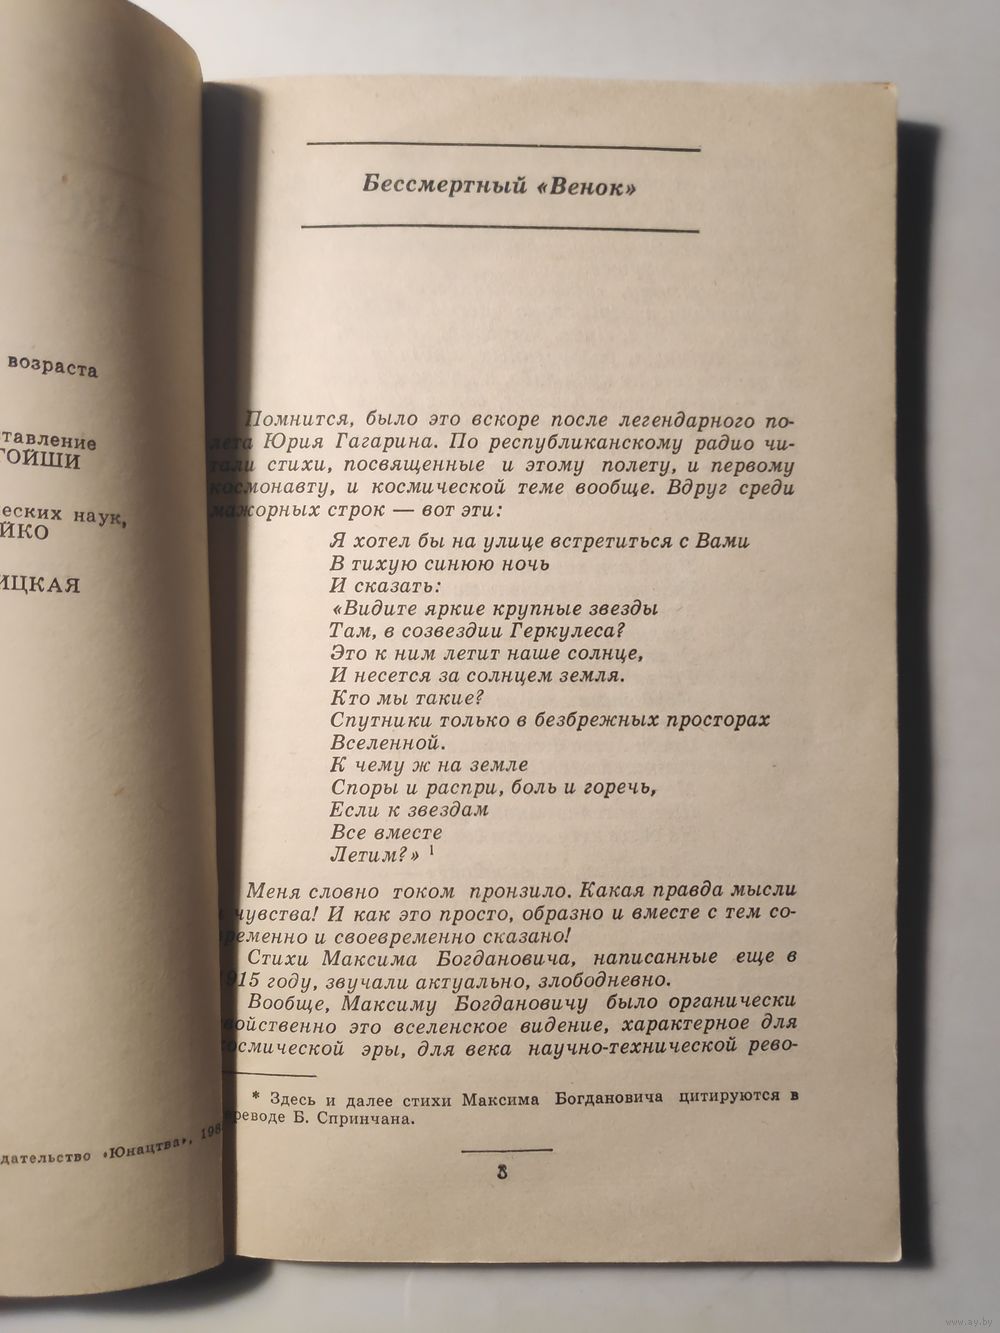 возраста
тавление
ГОЙШИ
еских наук,
ЙКО
ИЦКАЯ
дательство «Юнацтва», 198
Бессмертный «Венок»
Помнится, было это вскоре после легендарного по-
лета Юрия Гагарина. По республиканскому радио чи-
тали стихи, посвященные и этому полету, и первому
космонавту, и космической теме вообще. Вдруг среди
мажорных строк — вот эти:
Я хотел бы на улице встретиться с Вами
В тихую синюю ночь
И сказать:
«Видите яркие крупные звезды
Там, в созвездии Геркулеса?
Это к ним летит наше солнце,
И несется за солнцем земля.
Кто мы такие?
Спутники только в безбрежных просторах
Вселенной.
К чему ж на земле
Споры и распри, боль и горечь,
Если к звездам
Все вместе
Летим?» 1
Меня словно током пронзило. Какая правда мысли
и чувства! И как это просто, образно и вместе с тем со-
временно и своевременно сказано!
Стихи Максима Богдановича, написанные еще в
1915 году, звучали актуально, злободневно.
Вообще, Максиму Богдановичу было органически
войственно это вселенское видение, характерное для
космической эры, для века научно-технической рево-
* Здесь и далее стихи Максима Богдановича цитируются в
реводе Б. Спринчана.
www.ay.by